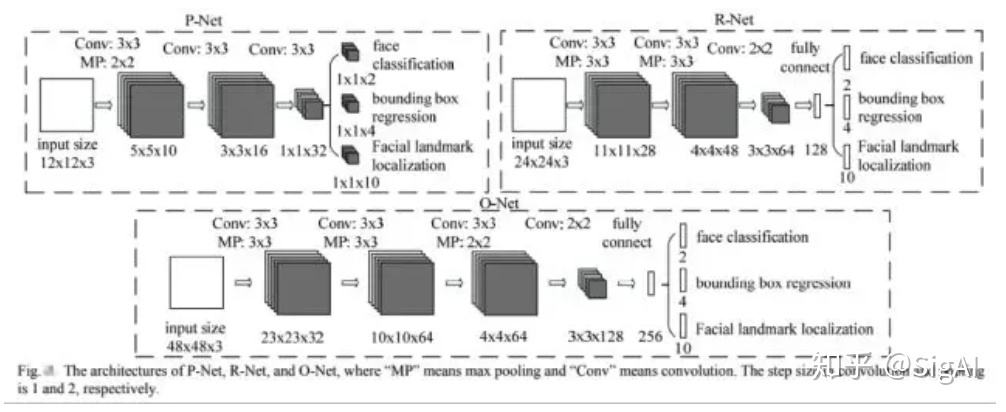 P-Net
Conv: 3x3 Conv: 3x3 Conv: 3x3
MP: 2x2
face
classification
1x1x2
bounding box
regression
1x1x4
Facial landmark
localization
1x1x10
input size
12x12x3
5x5x10
3x3x16
1x1x32
R-Net
Conv: 3x3 Conv: 3x3 Conv: 2x2 fully
MP: 3x3 MP: 3x3 connect
face classification
2
bounding box
regression
4
Facial landmark
localization
10
input size
24x24x3
11x11x28
4x4x48
3x3x64
128
O-Net
Conv: 3x3 Conv: 3x3 Conv: 3x3 Conv: 2x2 fully
MP: 3x3 MP: 3x3 MP: 2x2 connect
face classification
2
bounding box regression
4
Facial landmark localization
10
input size
48x48x3
23x23x32
10x10x64
4x4x64
3x3x128
256
Fig. The architectures of P-Net, R-Net, and O-Net, where “MP” means max pooling and “Conv” means convolution. The step size
is 1 and 2, respectively.
知乎 @SigAI